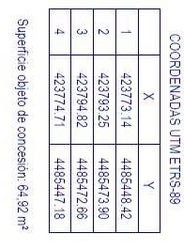 COORDENADAS UTM ETRS-89
X Y
1 423773.14 4485448.42
2 423793.25 4485473.90
3 423794.82 4485472.66
4 423774.71 4485447.18
Superficie objeto de concesión: 64,92 m²